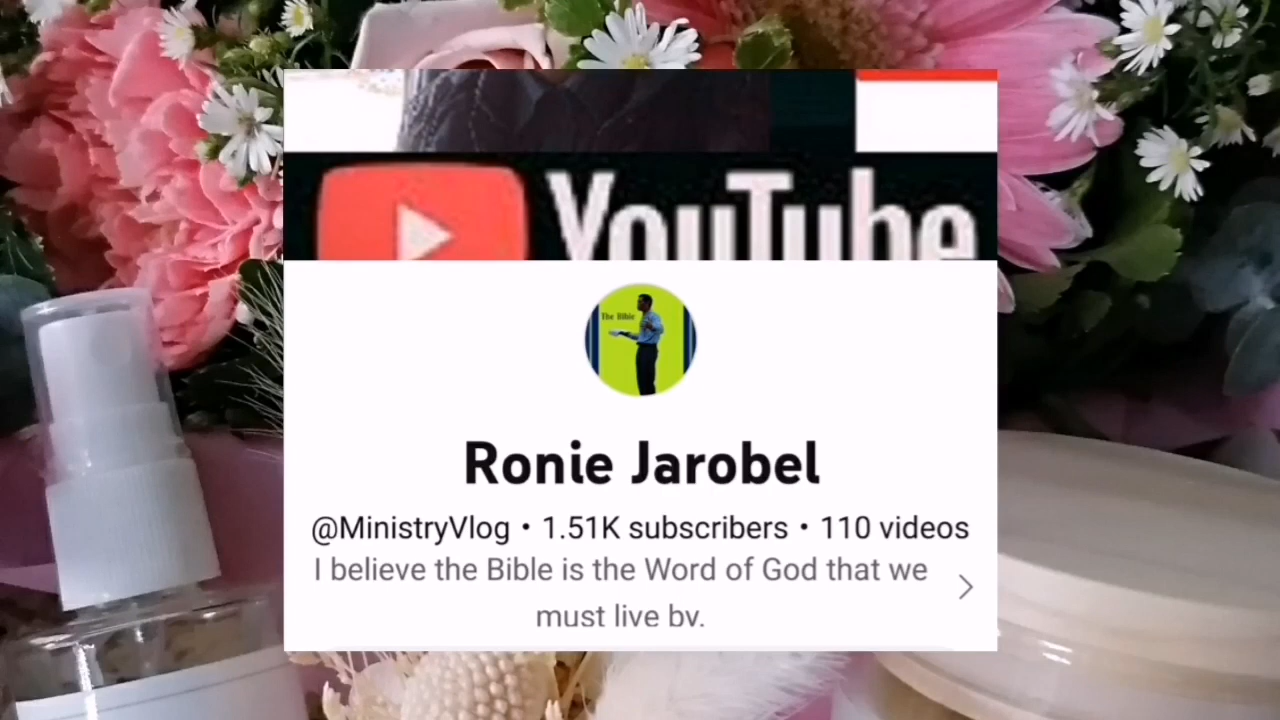 YouTube
The Bible
Ronie Jarobel
@MinistryVlog • 1.51K subscribers • 110 videos
I believe the Bible is the Word of God that we
must live by.